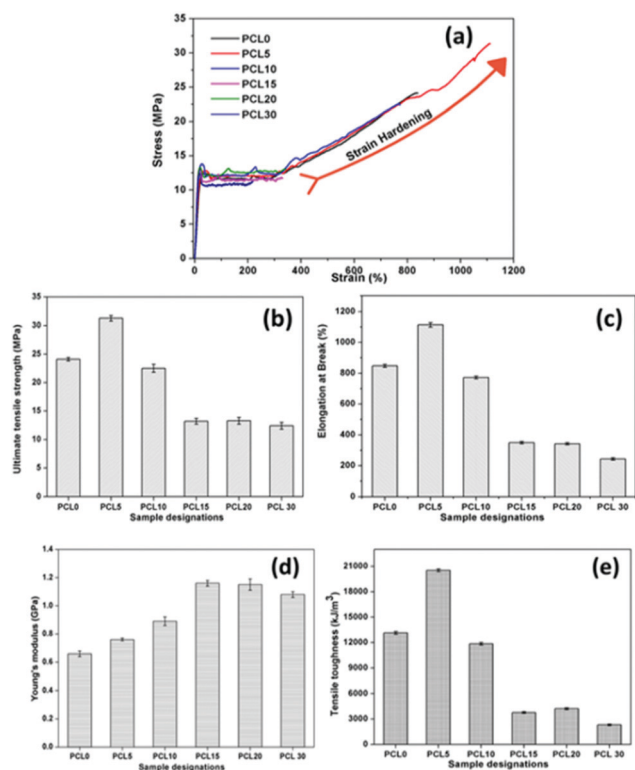 (a)
PCL0
PCL5
PCL10
PCL15
PCL20
PCL30
Strain Hardening
Stress (MPa)
35
30
25
20
15
10
5
0
0 200 400 600 800 1000 1200
Strain (%)
(b)
Ultimate tensile strength (MPa)
35
30
25
20
15
10
5
0
PCL0 PCL5 PCL10 PCL15 PCL20 PCL 30
Sample designations
(c)
Elongation at Break (%)
1200
1000
800
600
400
200
0
PCL0 PCL5 PCL10 PCL15 PCL20 PCL 30
Sample designations
(d)
Young's modulus (GPa)
1.4
1.2
1.0
0.8
0.6
0.4
0.2
0.0
PCL0 PCL5 PCL10 PCL15 PCL20 PCL 30
Sample designations
(e)
Tensile toughness (kJ/m³)
21000
18000
15000
12000
9000
6000
3000
0
PCL0 PCL5 PCL10 PCL15 PCL20 PCL 30
Sample designations